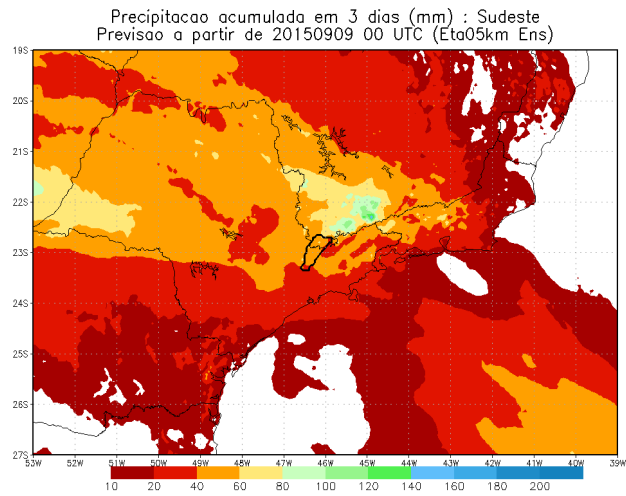 Precipitacao acumulada em 3 dias (mm) : Sudeste
Previsao a partir de 20150909 00 UTC (Eta05km Ens)
19S
20S
21S
22S
23S
24S
25S
26S
27S
53W 52W 51W 50W 49W 48W 47W 46W 45W 44W 43W 42W 41W 40W 39W
10 20 40 60 80 100 120 140 160 180 200